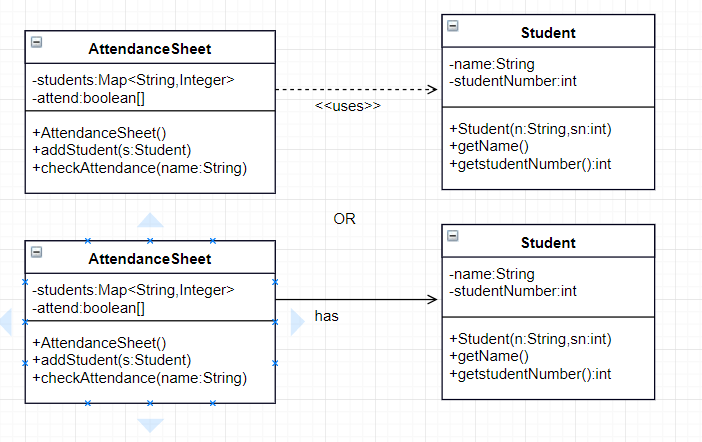 AttendanceSheet
-students:Map<String,Integer>
-attend:boolean[]
+AttendanceSheet()
+addStudent(s:Student)
+checkAttendance(name:String)
<<uses>>
Student
-name:String
-studentNumber:int
+Student(n:String,sn:int)
+getName()
+getstudentNumber():int
OR
AttendanceSheet
-students:Map<String,Integer>
-attend:boolean[]
+AttendanceSheet()
+addStudent(s:Student)
+checkAttendance(name:String)
has
Student
-name:String
-studentNumber:int
+Student(n:String,sn:int)
+getName()
+getstudentNumber():int